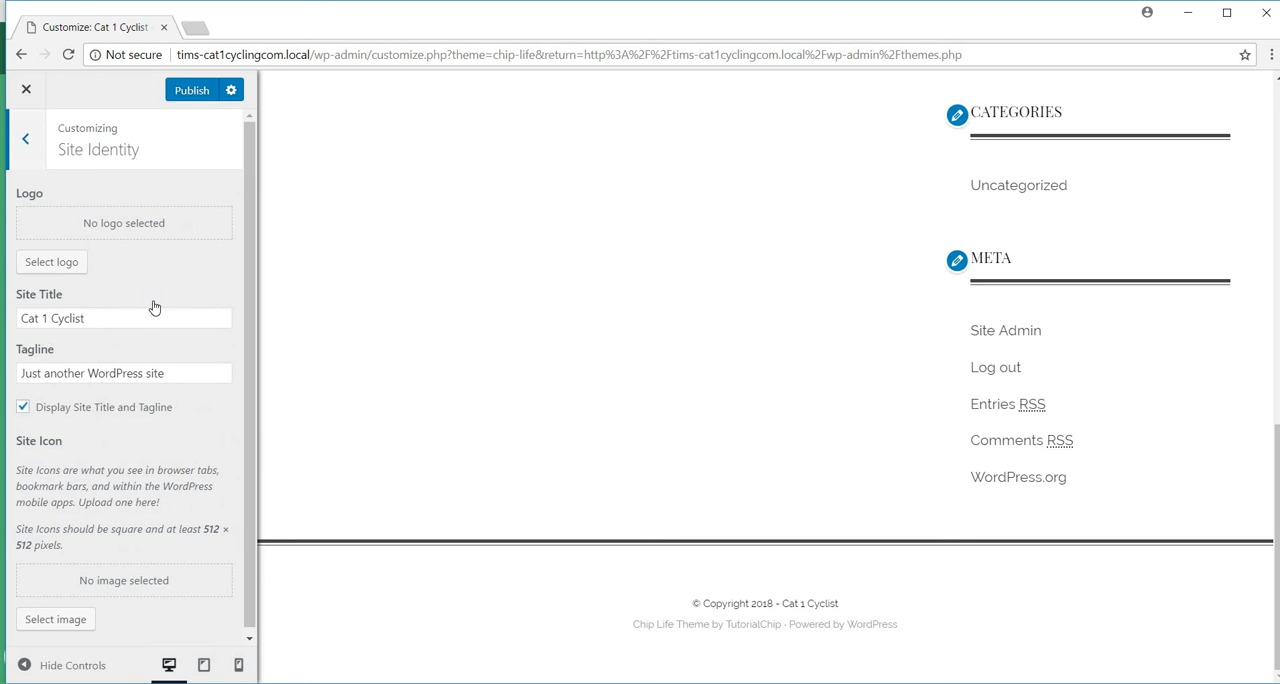 Customize: Cat 1 Cyclist
Not secure
tims-cat1cyclingcom.local/wp-admin/customize.php?theme=chip-life&return=http%3A%2F%2Ftims-cat1cyclingcom.local%2Fwp-admin%2Fthemes.php
Publish
Customizing
Site Identity
Logo
No logo selected
Select logo
Site Title
Cat 1 Cyclist
Tagline
Just another WordPress site
Display Site Title and Tagline
Site Icon
Site Icons are what you see in browser tabs,
bookmark bars, and within the WordPress
mobile apps. Upload one here!
Site Icons should be square and at least 512 ×
512 pixels.
No image selected
Select image
Hide Controls
CATEGORIES
Uncategorized
META
Site Admin
Log out
Entries RSS
Comments RSS
WordPress.org
© Copyright 2018 - Cat 1 Cyclist
Chip Life Theme by TutorialChip · Powered by WordPress